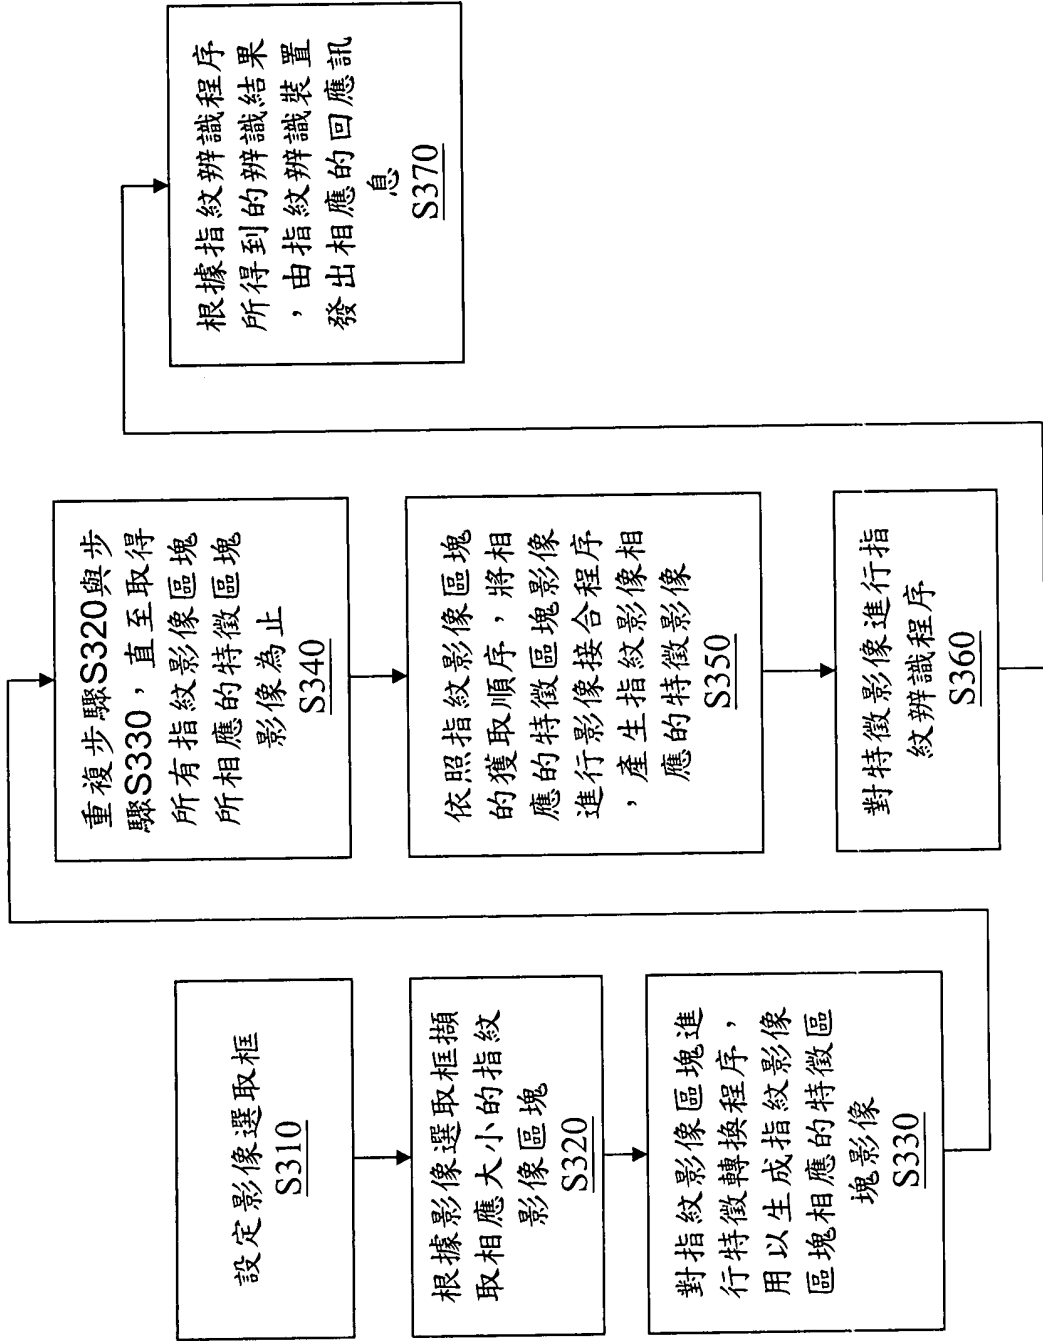 設定影像選取框
S310
根據影像選取框擷
取相應大小的指紋
影像區塊
S320
對指紋影像區塊進
行特徵轉換程序，
用以生成指紋影像
區塊相應的特徵區
塊影像
S330
重複步驟S320與步
驟S330，直至取得
所有指紋影像區塊
所相應的特徵區塊
影像為止
S340
依照指紋影像區塊
的獲取順序，將相
應的特徵區塊影像
進行影像接合程序
，產生指紋影像相
應的特徵影像
S350
對特徵影像進行指
紋辨識程序
S360
根據指紋辨識程序
所得到的辨識結果
，由指紋辨識裝置
發出相應的回應訊
息
S370